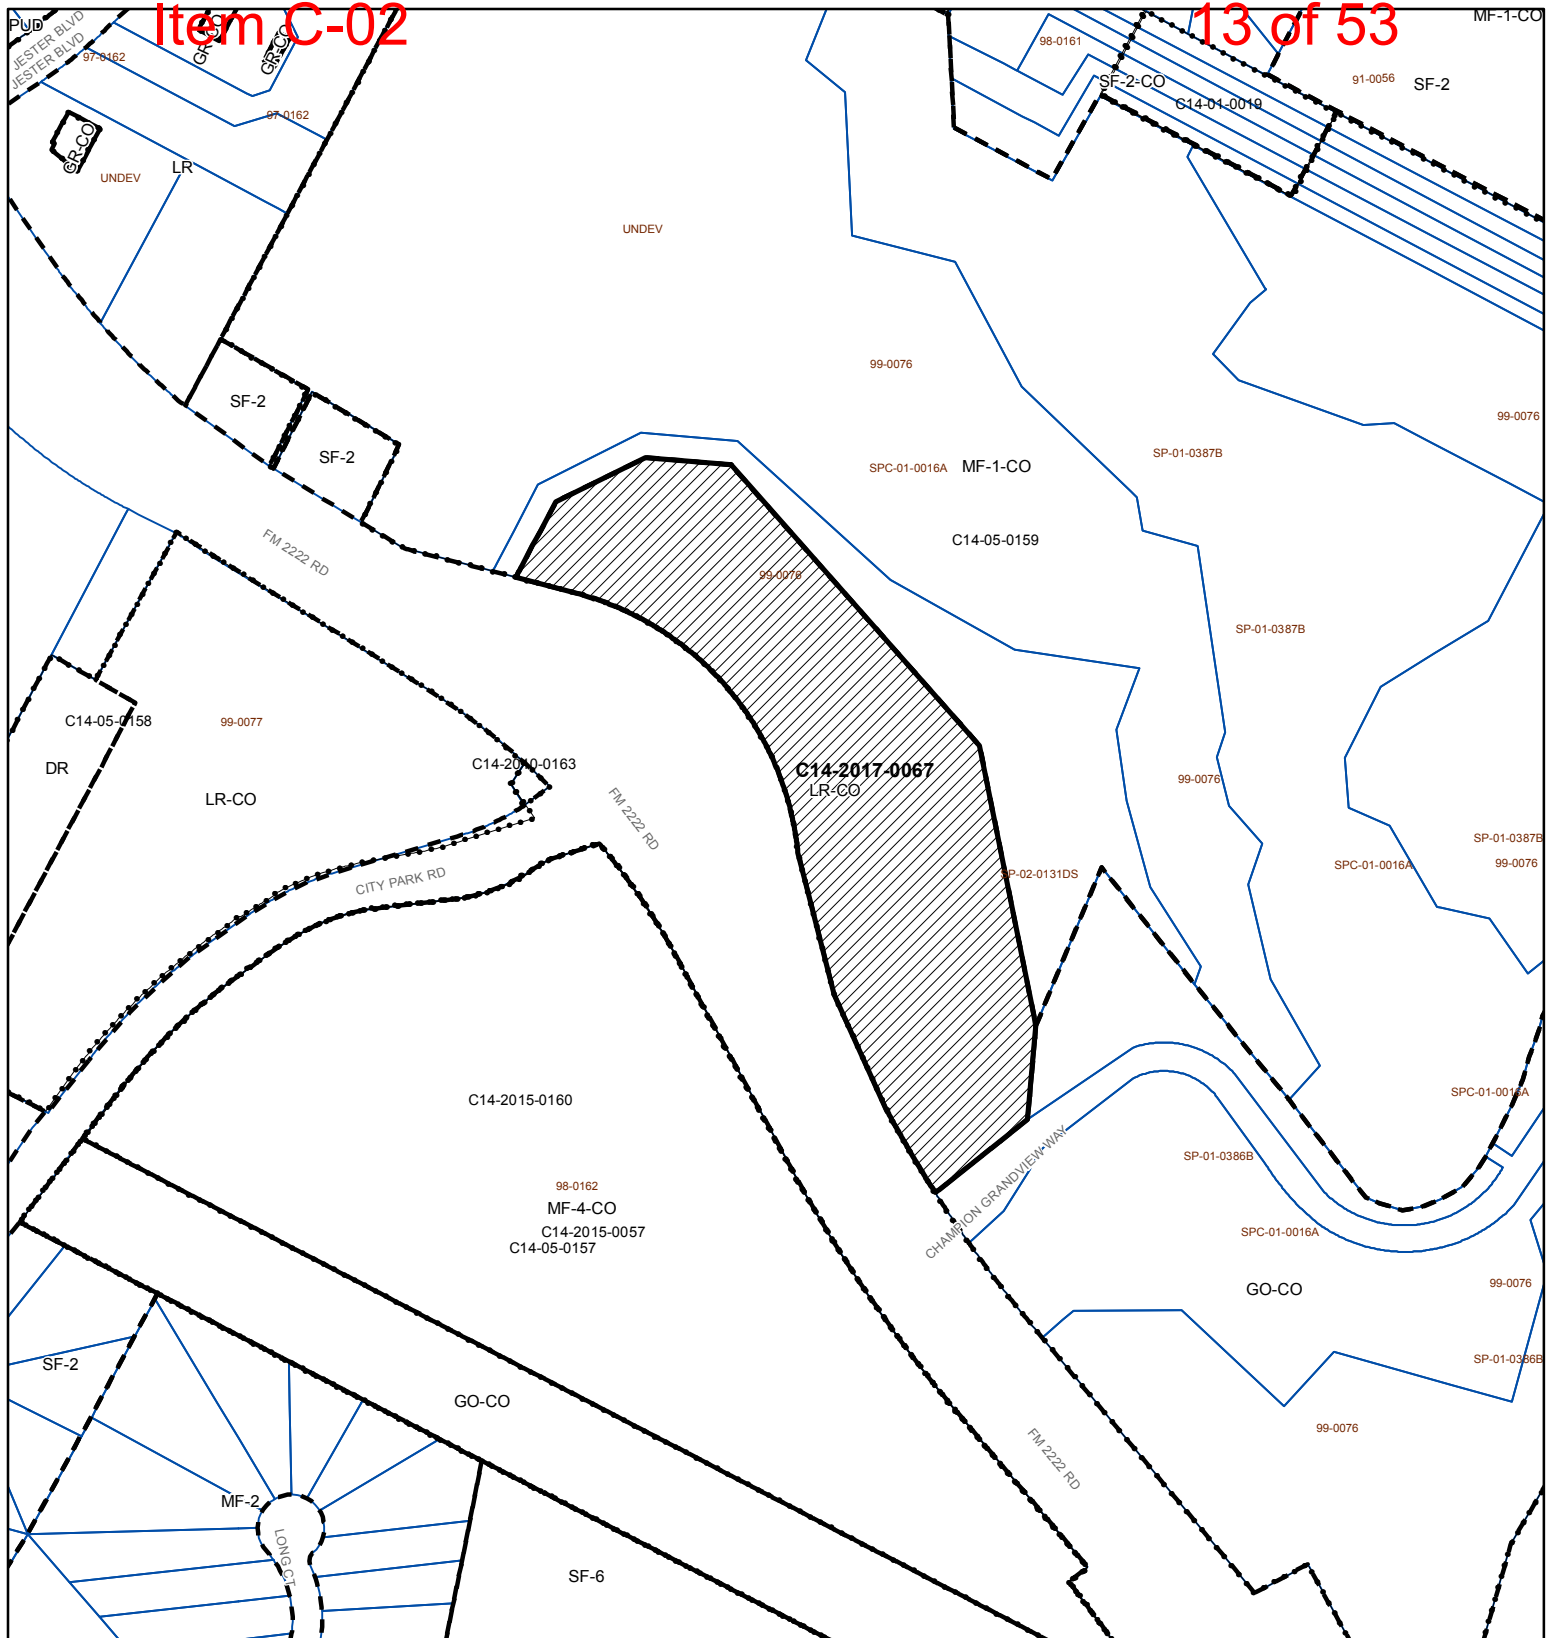 Item C-02
13 of 53
PUD
JESTER BLVD
JESTER BLVD
97-0162
GR-CO
GR-CO
97-0162
GR-CO
UNDEV
LR
98-0161
SF-2-CO
C14-01-0019
91-0056
SF-2
MF-1-CO
UNDEV
99-0076
99-0076
SF-2
SF-2
SPC-01-0016A
MF-1-CO
SP-01-0387B
C14-05-0159
FM 2222 RD
99-0076
SP-01-0387B
C14-05-0158
99-0077
DR
LR-CO
C14-2010-0163
FM 2222 RD
C14-2017-0067
LR-CO
99-0076
SP-01-0387B
99-0076
SPC-01-0016A
SP-02-0131DS
CITY PARK RD
C14-2015-0160
SPC-01-0016A
SP-01-0386B
CHAMPION GRANDVIEW WAY
98-0162
MF-4-CO
C14-2015-0057
C14-05-0157
SPC-01-0016A
GO-CO
99-0076
SF-2
SP-01-0386B
GO-CO
99-0076
FM 2222 RD
MF-2
LONG CT
SF-6